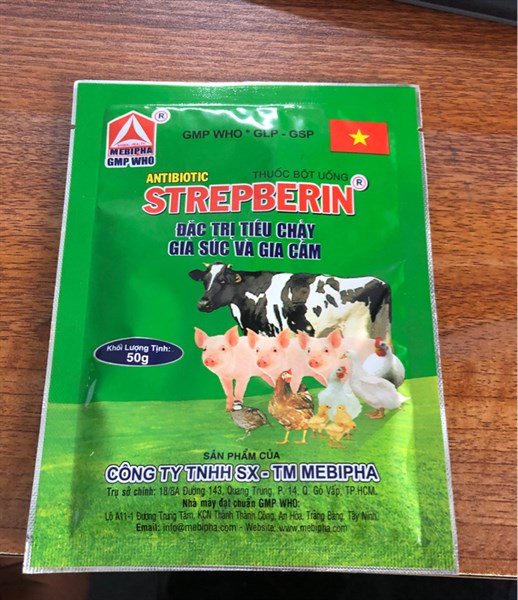 MEBIPHA
GMP WHO
®
GMP WHO * GLP - GSP
ANTIBIOTIC
THUỐC BỘT UỐNG
STREPBERIN®
ĐẶC TRỊ TIÊU CHẢY
GIA SÚC VÀ GIA CẦM
Khối Lượng Tịnh:
50g
SẢN PHẨM CỦA
CÔNG TY TNHH SX - TM MEBIPHA
Trụ sở chính: 18/8A Đường 143, Quang Trung, P. 14, Q. Gò Vấp, TP.HCM.
Nhà máy đạt chuẩn GMP WHO:
Lô A11-1 Đường Trung Tâm, KCN Thành Thành Công, An Hòa, Trảng Bàng, Tây Ninh.
Email: info@mebipha.com - Website: www.mebipha.com